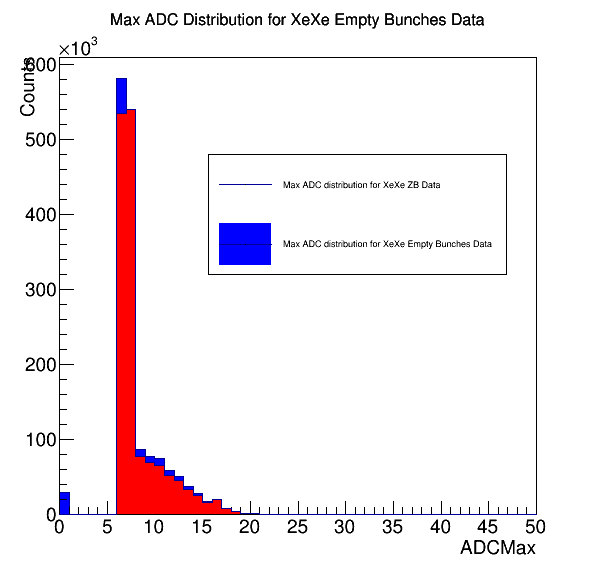 Max ADC Distribution for XeXe Empty Bunches Data
×10³
Counts
600
500
400
300
200
100
0
Max ADC distribution for XeXe ZB Data
Max ADC distribution for XeXe Empty Bunches Data
0 5 10 15 20 25 30 35 40 45 50
ADCMax